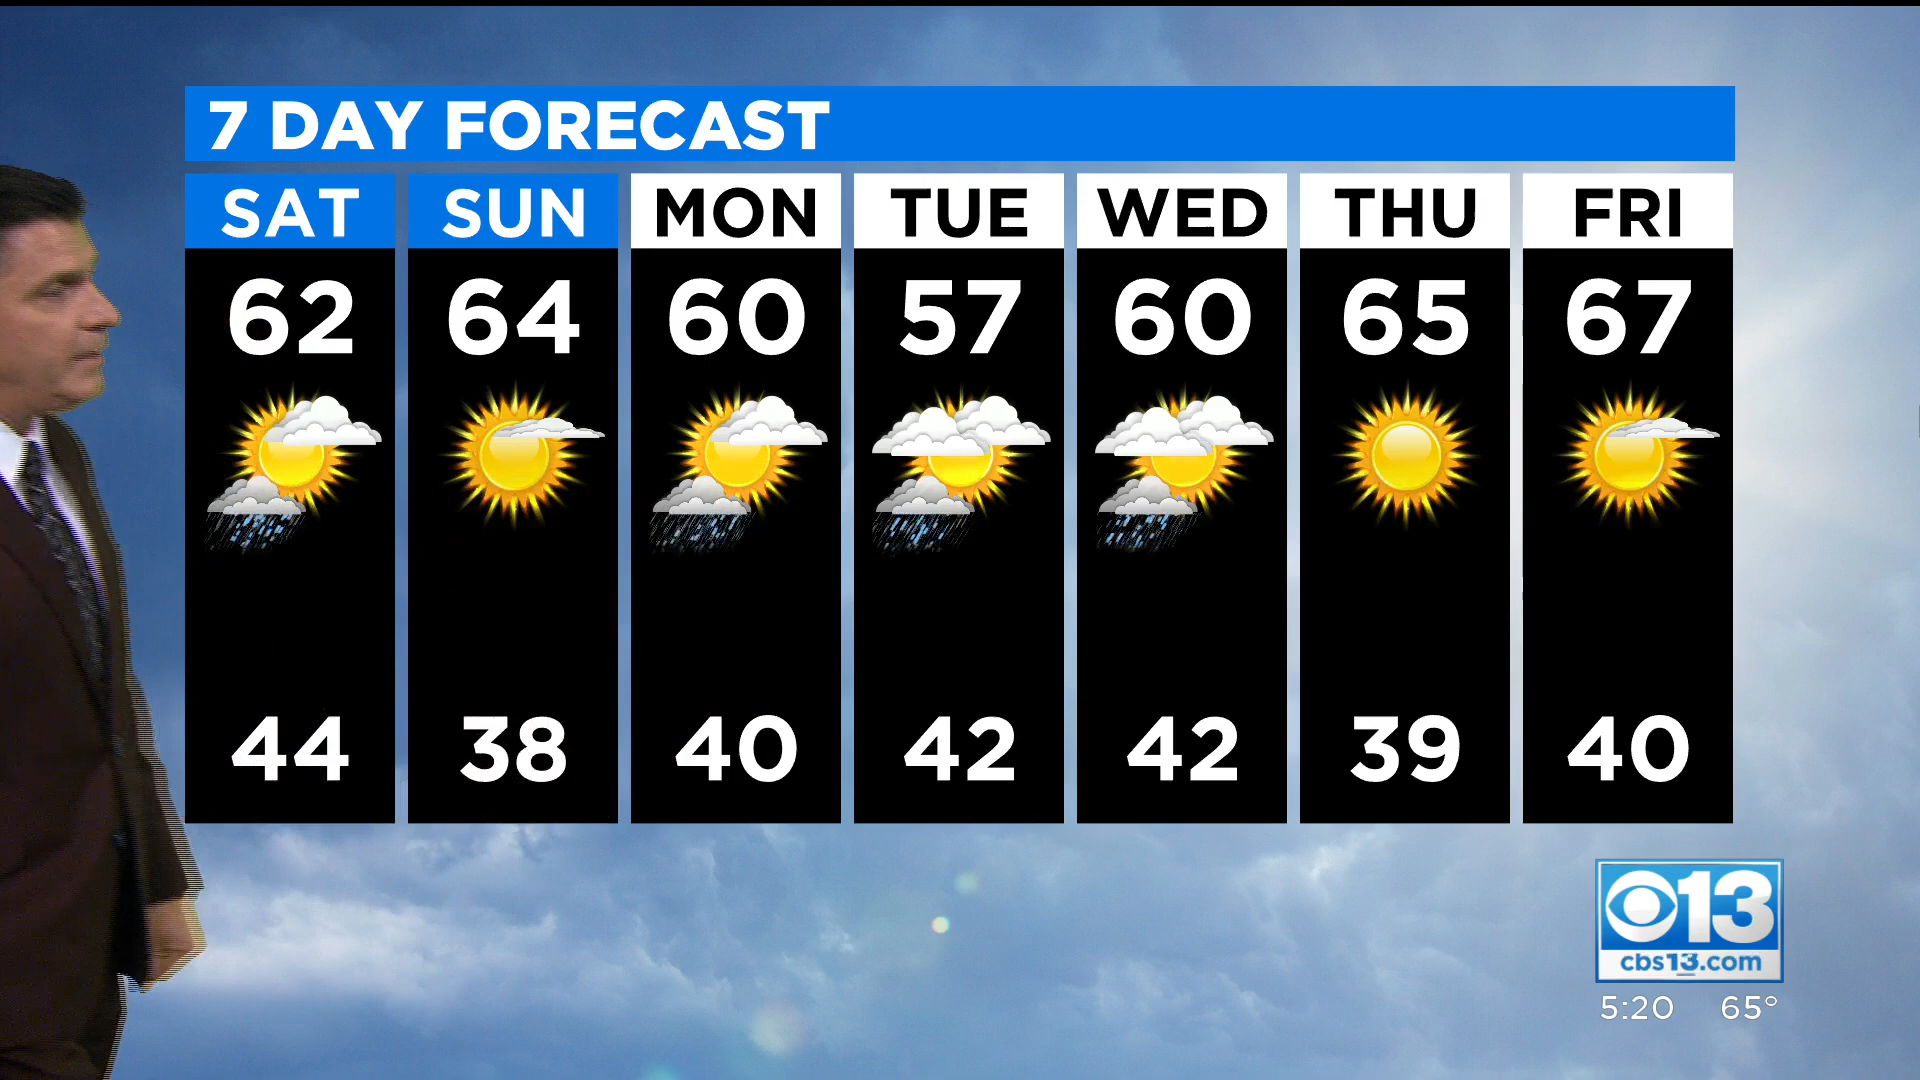 7 DAY FORECAST
SAT SUN MON TUE WED THU FRI
62 64 60 57 60 65 67
44 38 40 42 42 39 40
13
cbs13.com
5:20 65°